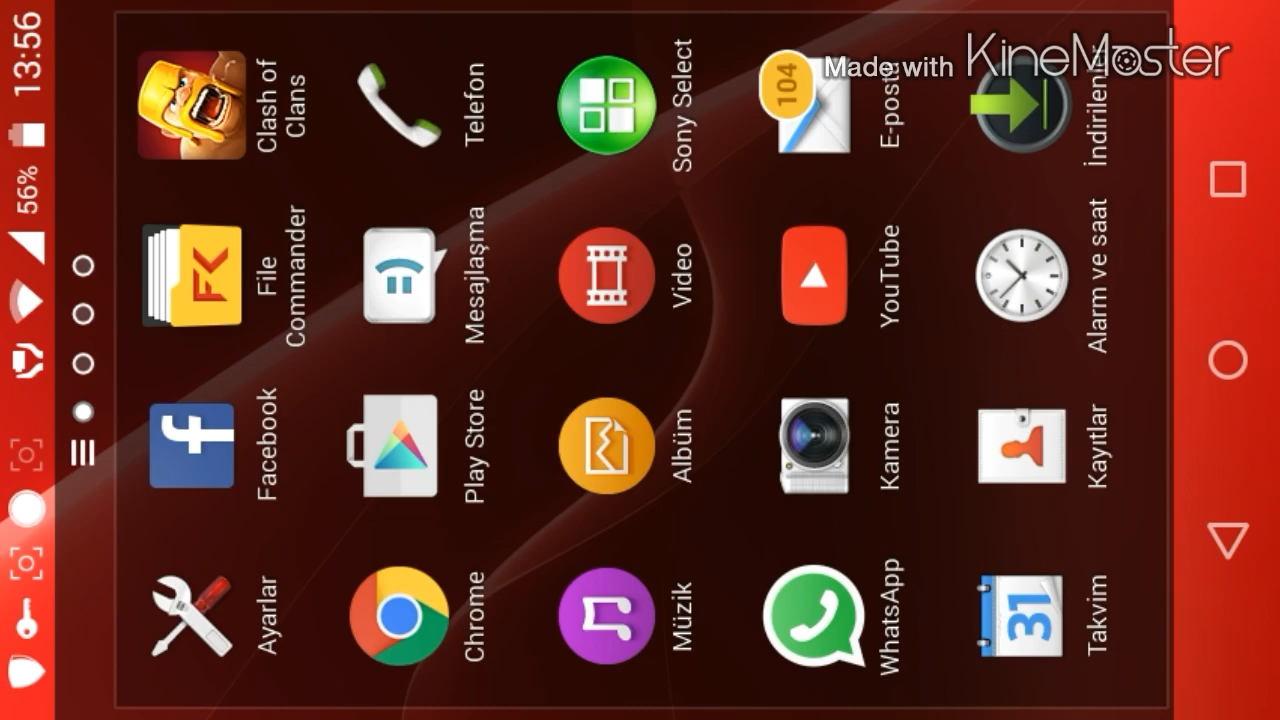 Made with KINEMASTER
56% 13:56
Ayarlar
Facebook
File
Commander
Clash of
Clans
Chrome
Play Store
Mesajlaşma
Telefon
Müzik
Albüm
Video
Sony Select
WhatsApp
Kamera
YouTube
104
E-posta
31
Takvim
Kayıtlar
Alarm ve saat